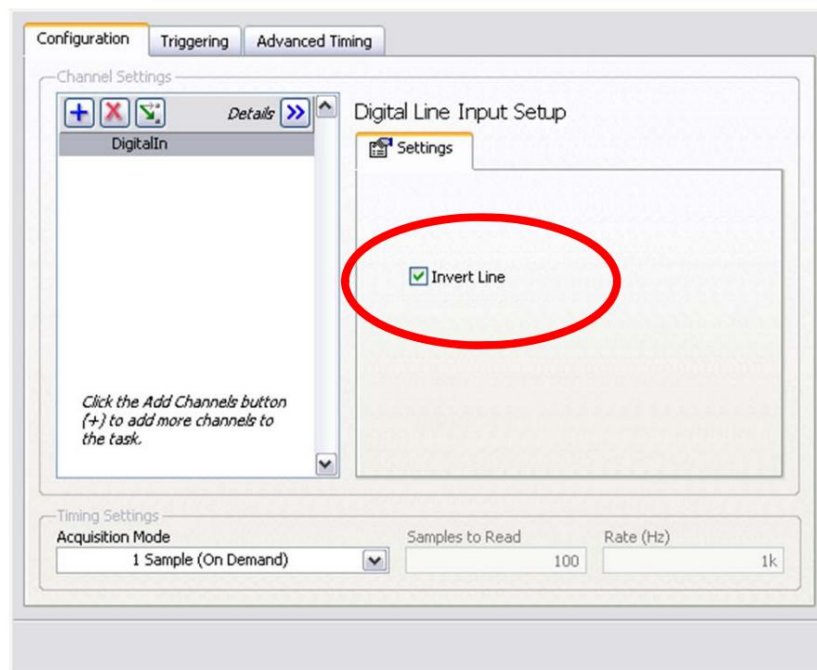 Configuration
Triggering
Advanced Timing
Channel Settings
Details
DigitalIn
Click the Add Channels button
(+) to add more channels to
the task.
Digital Line Input Setup
Settings
Invert Line
Timing Settings
Acquisition Mode
1 Sample (On Demand)
Samples to Read
100
Rate (Hz)
1k